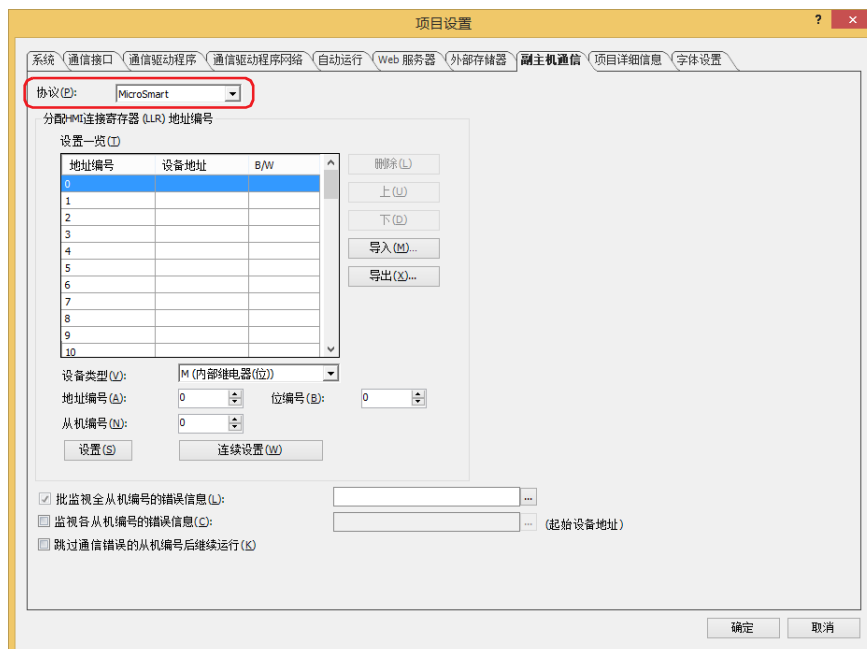 项目设置
? ×
系统 通信接口 通信驱动程序 通信驱动程序网络 自动运行 Web 服务器 外部存储器 副主机通信 项目详细信息 字体设置
协议(P): MicroSmart
分配HMI连接寄存器 (LLR) 地址编号
设置一览(T)
地址编号 设备地址 B/W
0
1
2
3
4
5
6
7
8
9
10
删除(L)
上(U)
下(D)
导入(M)...
导出(X)...
设备类型(V): M (内部继电器(位))
地址编号(A): 0 位编号(B): 0
从机编号(N): 0
设置(S) 连续设置(W)
批监视全从机编号的错误信息(L): ...
监视各从机编号的错误信息(C): ... (起始设备地址)
跳过通信错误的从机编号后继续运行(K)
确定 取消